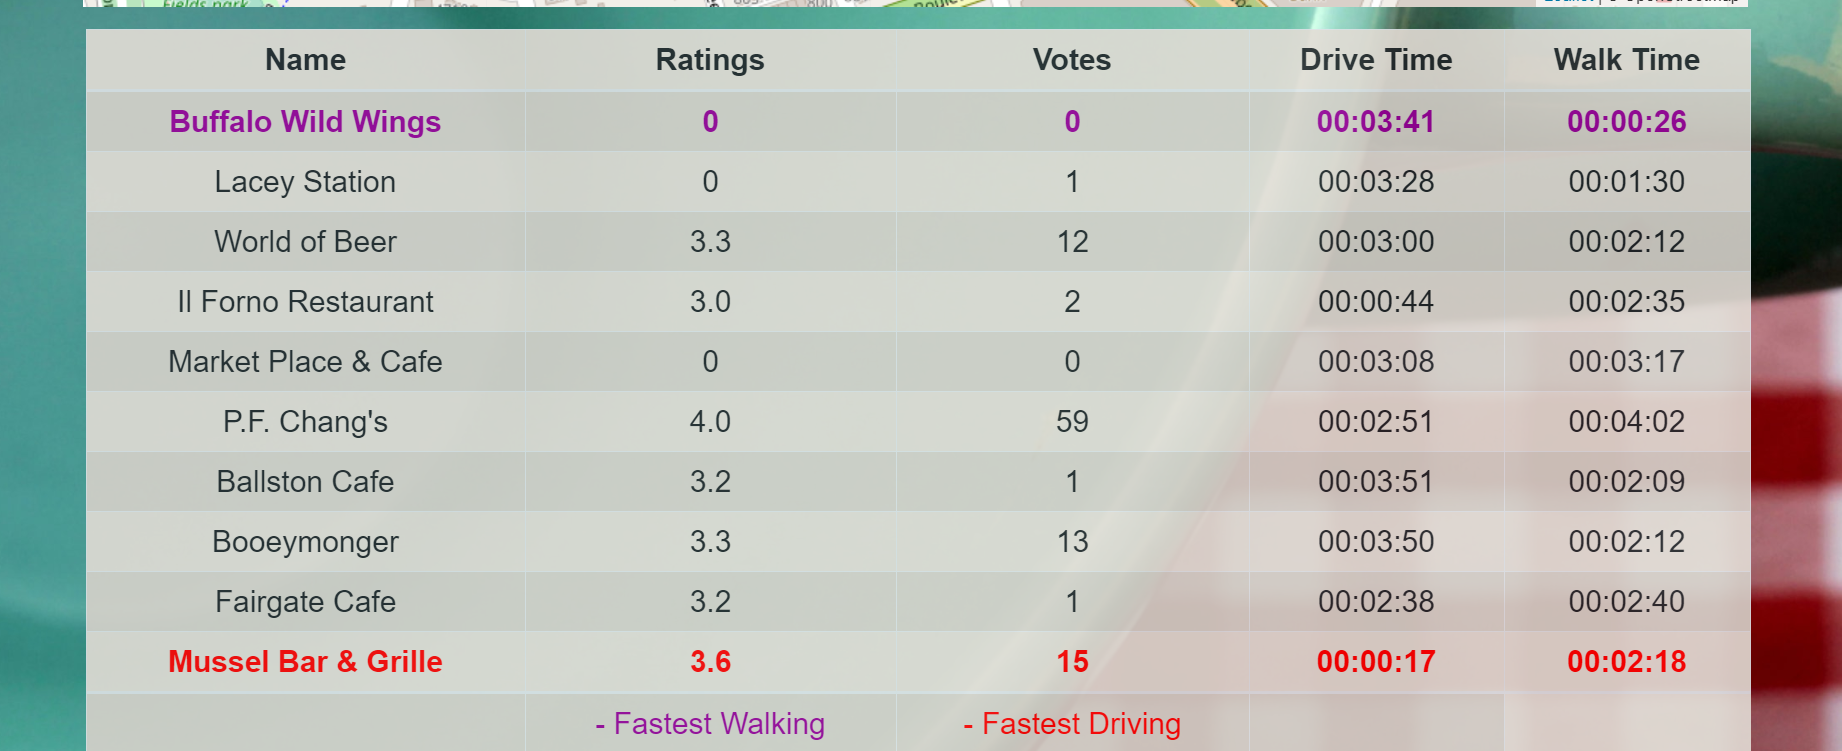 Fields park
Name Ratings Votes Drive Time Walk Time
Buffalo Wild Wings 0 0 00:03:41 00:00:26
Lacey Station 0 1 00:03:28 00:01:30
World of Beer 3.3 12 00:03:00 00:02:12
Il Forno Restaurant 3.0 2 00:00:44 00:02:35
Market Place & Cafe 0 0 00:03:08 00:03:17
P.F. Chang's 4.0 59 00:02:51 00:04:02
Ballston Cafe 3.2 1 00:03:51 00:02:09
Booeymonger 3.3 13 00:03:50 00:02:12
Fairgate Cafe 3.2 1 00:02:38 00:02:40
Mussel Bar & Grille 3.6 15 00:00:17 00:02:18
- Fastest Walking - Fastest Driving